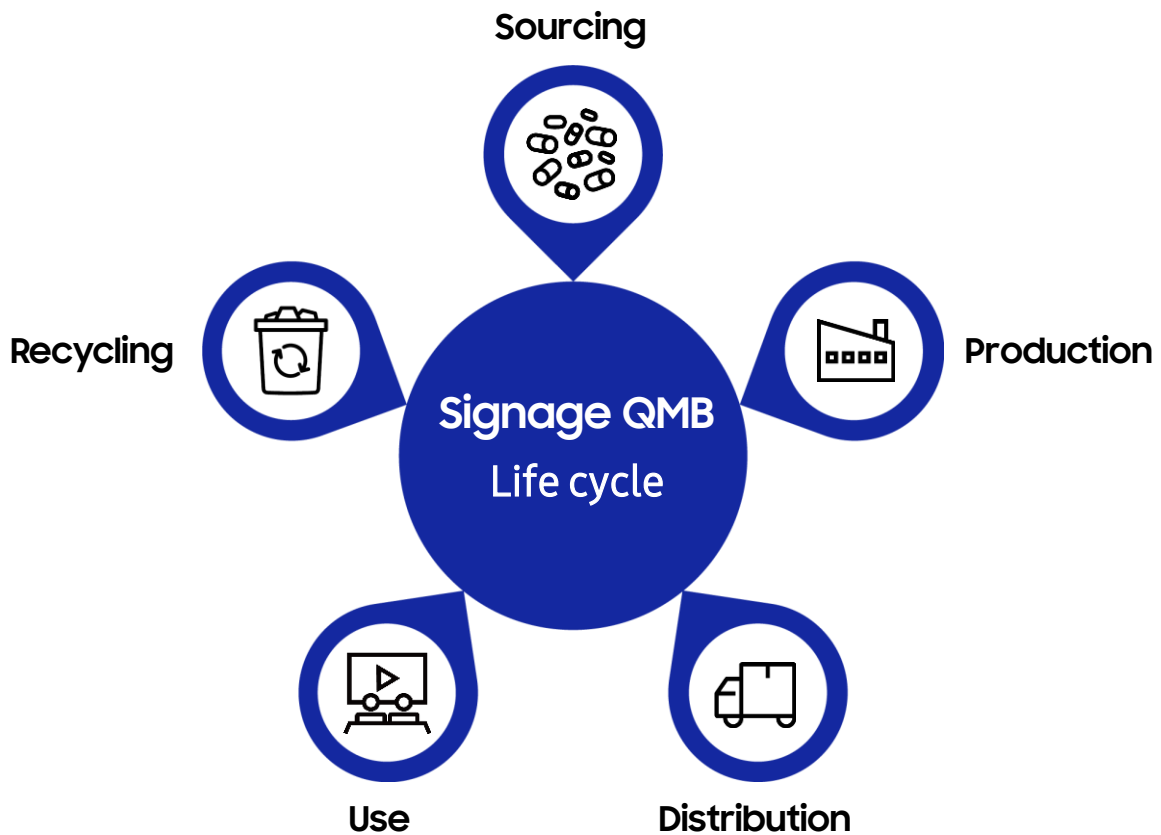 Sourcing
Recycling
Production
Signage QMB
Life cycle
Use
Distribution